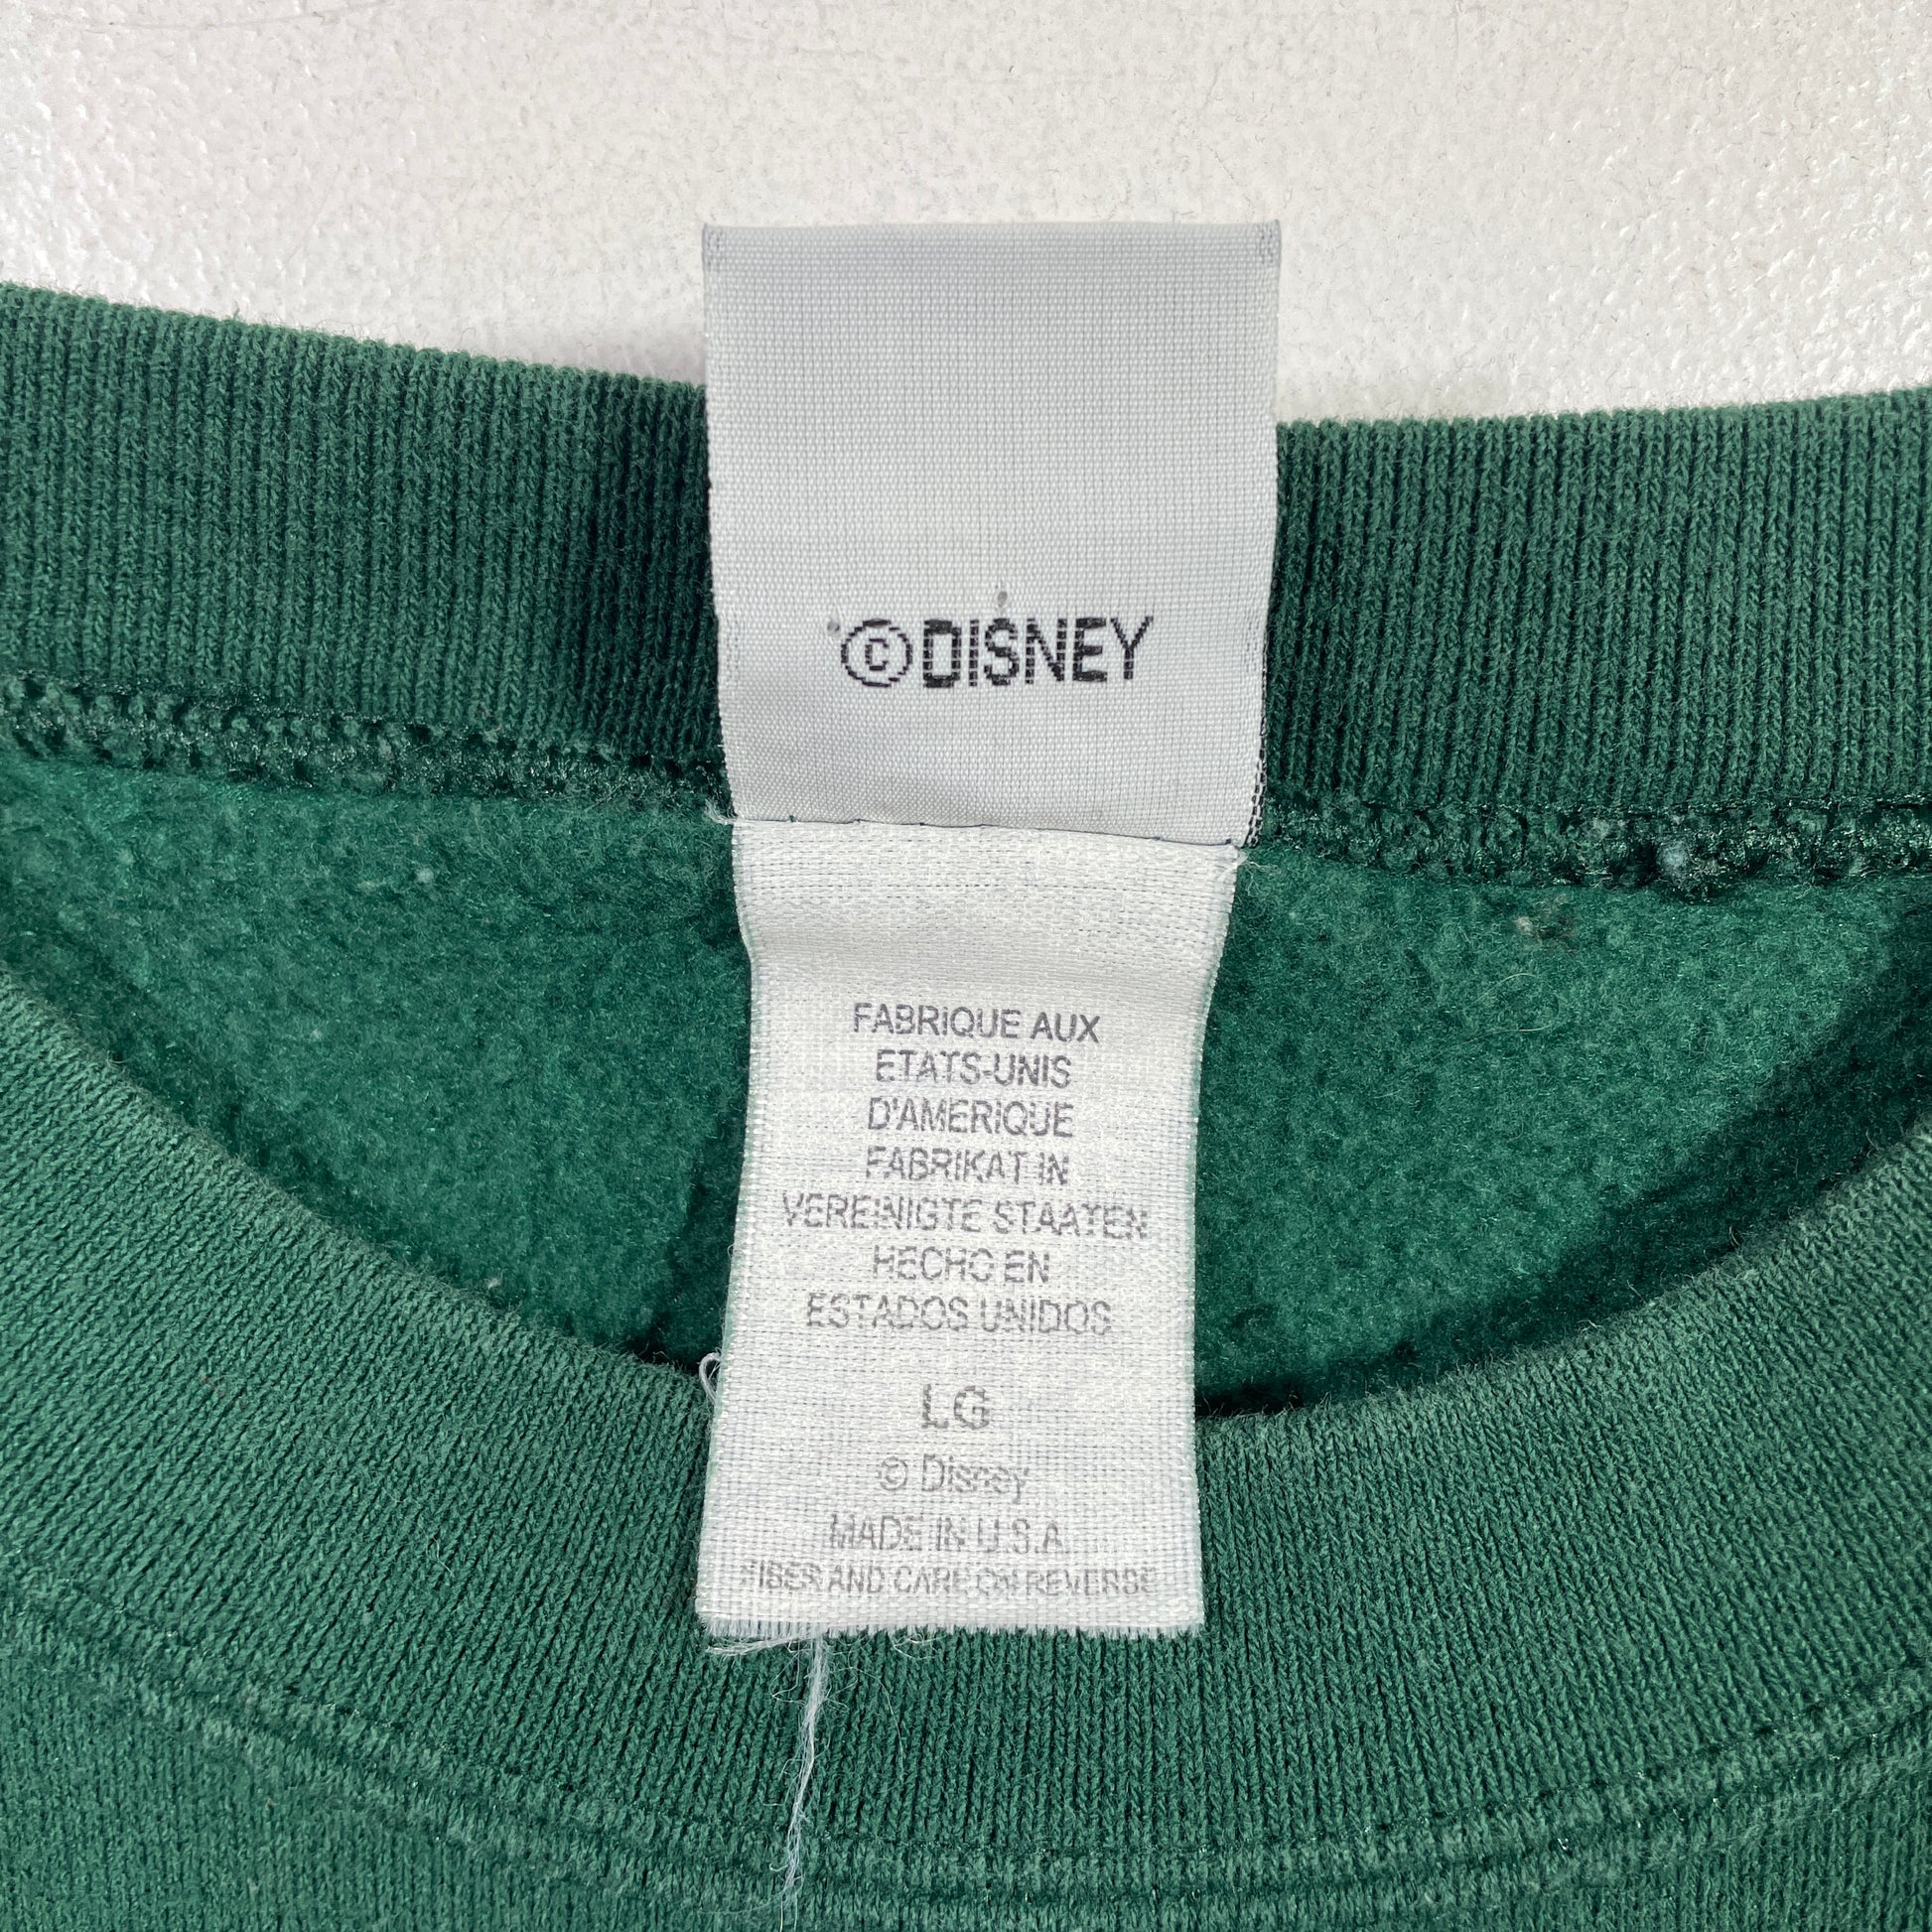 ©DISNEY
FABRIQUE AUX
ETATS-UNIS
D'AMERIQUE
FABRIKAT IN
VEREINIGTE STAATEN
HECHO EN
ESTADOS UNIDOS
LG
© Disney
MADE IN U.S.A.
FIBER AND CARE ON REVERSE